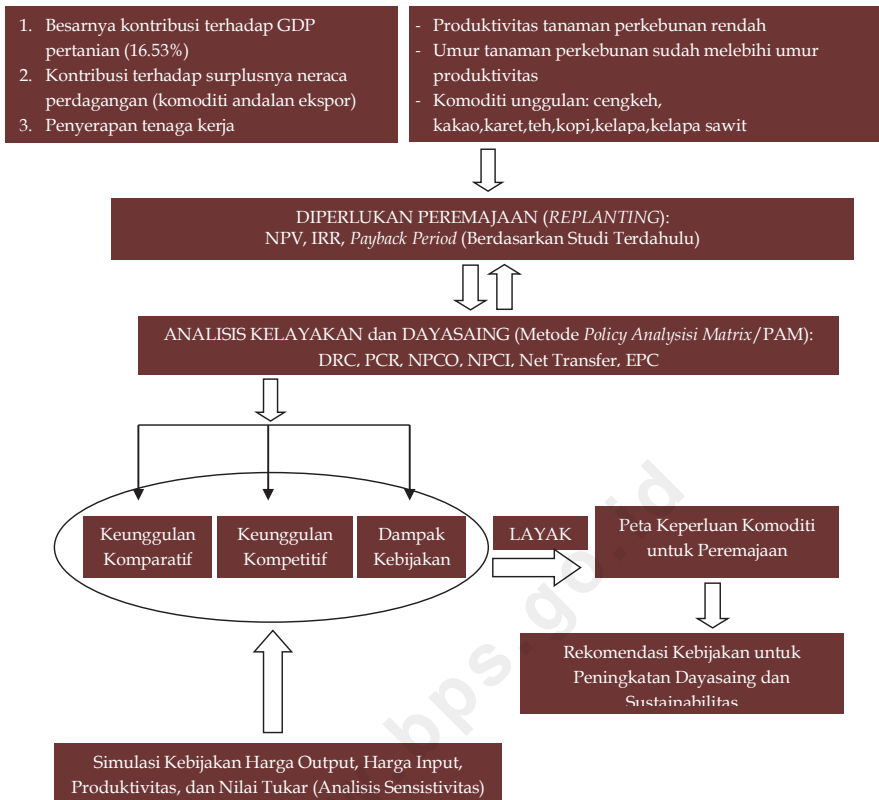 1. Besarnya kontribusi terhadap GDP
pertanian (16.53%)
2. Kontribusi terhadap surplusnya neraca
perdagangan (komoditi andalan ekspor)
3. Penyerapan tenaga kerja
- Produktivitas tanaman perkebunan rendah
- Umur tanaman perkebunan sudah melebihi umur
produktivitas
- Komoditi unggulan: cengkeh,
kakao,karet,teh,kopi,kelapa,kelapa sawit
DIPERLUKAN PEREMAJAAN (REPLANTING):
NPV, IRR, Payback Period (Berdasarkan Studi Terdahulu)
ANALISIS KELAYAKAN dan DAYASAING (Metode Policy Analysisi Matrix/PAM):
DRC, PCR, NPCO, NPCI, Net Transfer, EPC
Keunggulan
Komparatif
Keunggulan
Kompetitif
Dampak
Kebijakan
LAYAK
Peta Keperluan Komoditi
untuk Peremajaan
Rekomendasi Kebijakan untuk
Peningkatan Dayasaing dan
Sustainabilitas
Simulasi Kebijakan Harga Output, Harga Input,
Produktivitas, dan Nilai Tukar (Analisis Sensistivitas)
bps.go.id